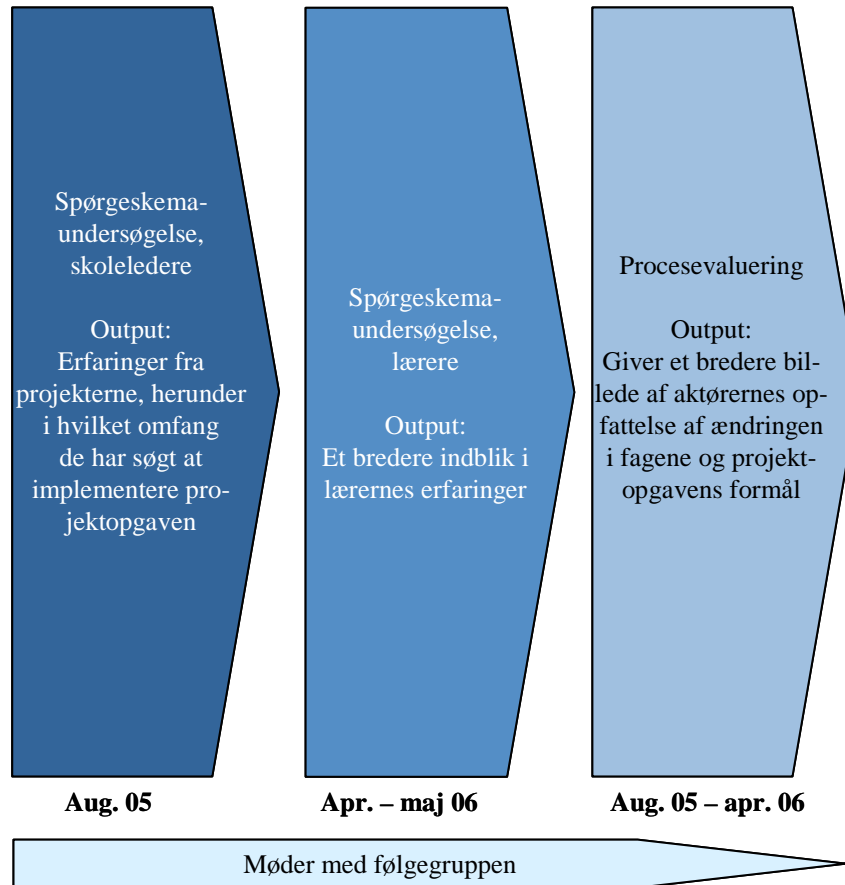 Spørgeskema-
undersøgelse,
skoleledere
Output:
Erfaringer fra
projekterne, herunder
i hvilket omfang
de har søgt at
implementere pro-
jektopgaven
Spørgeskema-
undersøgelse,
lærere
Output:
Et bredere indblik i
lærernes erfaringer
Procesevaluering
Output:
Giver et bredere bil-
lede af aktørernes op-
fattelse af ændringen
i fagene og projekt-
opgavens formål
Aug. 05
Apr. – maj 06
Aug. 05 – apr. 06
Møder med følgegruppen